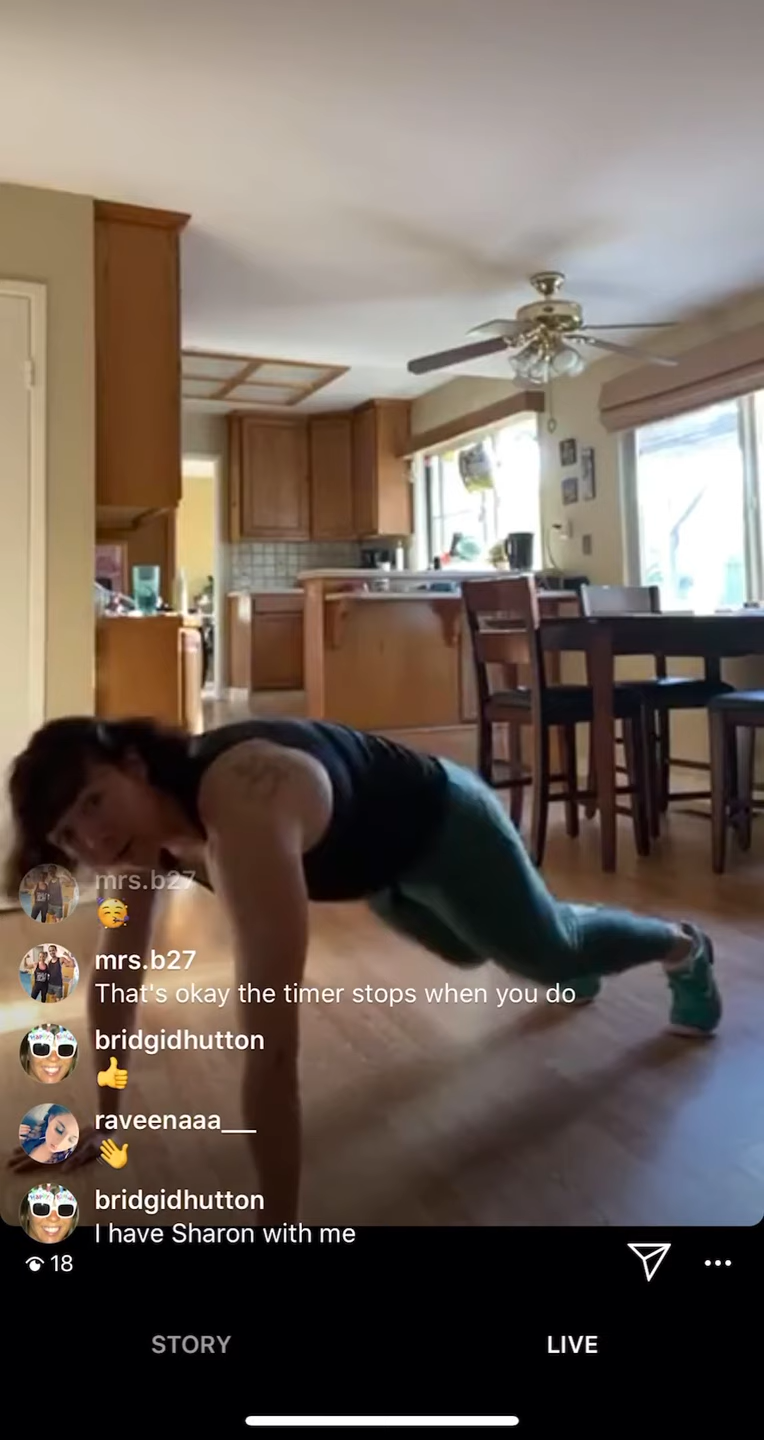 mrs.b27
🥳
mrs.b27
That's okay the timer stops when you do
bridgidhutton
👍
raveenaaa___
👋
bridgidhutton
I have Sharon with me
18
STORY
LIVE